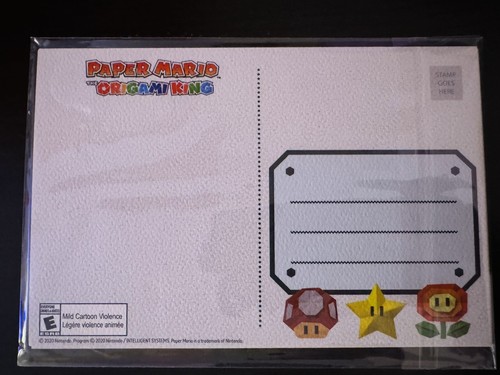 PAPER MARIO
THE ORIGAMI KING
STAMP
GOES
HERE
EVERYONE
E
ESRB
Mild Cartoon Violence
Légère violence animée
© 2020 Nintendo. Program © 2020 Nintendo / INTELLIGENT SYSTEMS. Paper Mario is a trademark of Nintendo.